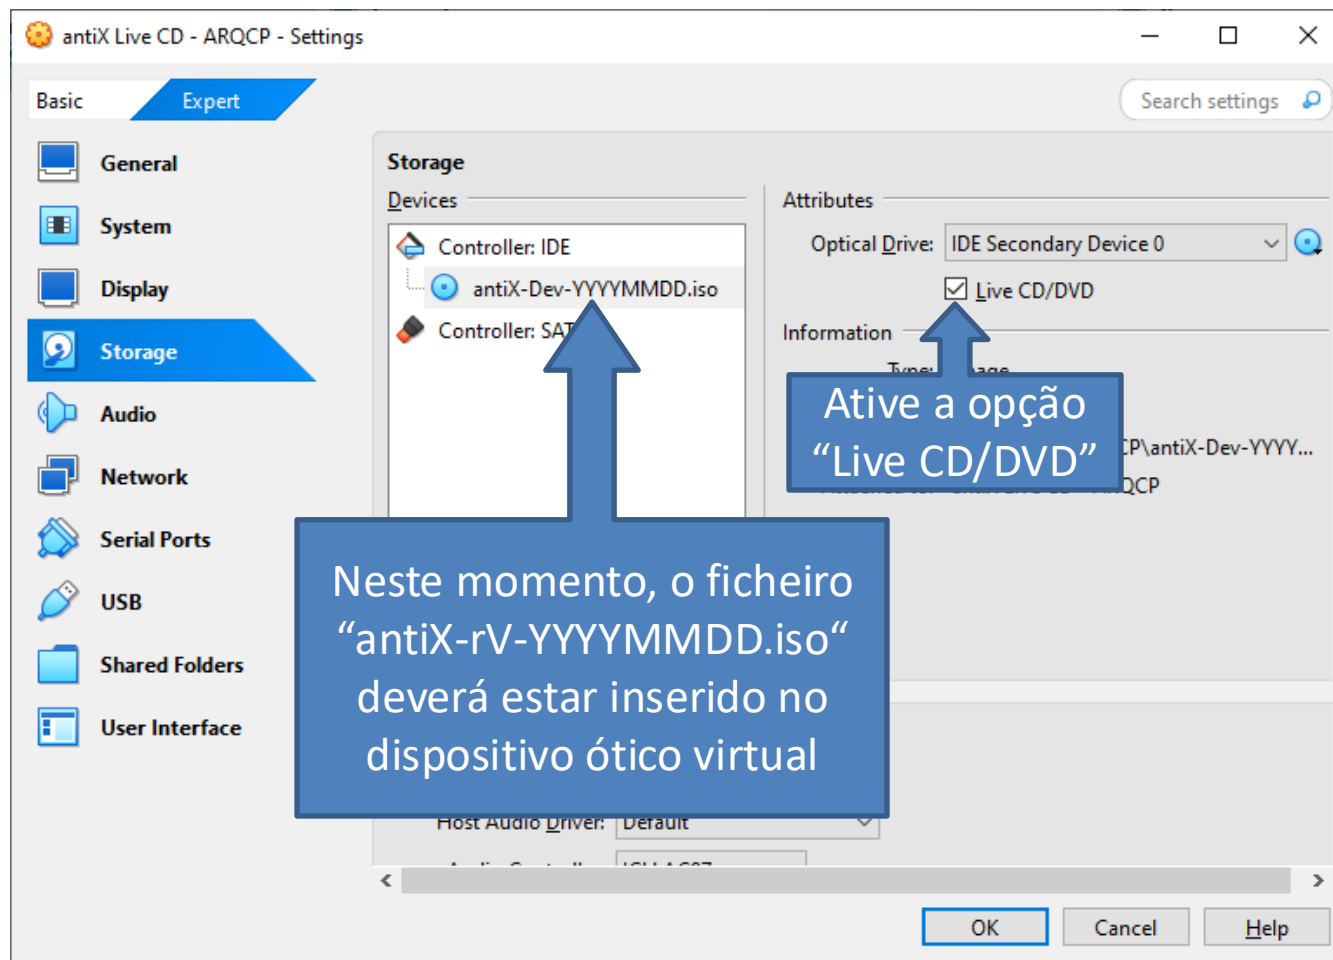 antiX Live CD - ARQCP - Settings
Basic
Expert
Search settings
General
System
Display
Storage
Audio
Network
Serial Ports
USB
Shared Folders
User Interface
Storage
Devices
Controller: IDE
antiX-Dev-YYYYMMDD.iso
Controller: SAT
Attributes
Optical Drive: IDE Secondary Device 0
Live CD/DVD
Information
Ative a opção
“Live CD/DVD”
CP\antiX-Dev-YYYY...
QCP
Neste momento, o ficheiro
“antiX-rV-YYYYMMDD.iso“
deverá estar inserido no
dispositivo ótico virtual
Host Audio Driver: Default
OK
Cancel
Help